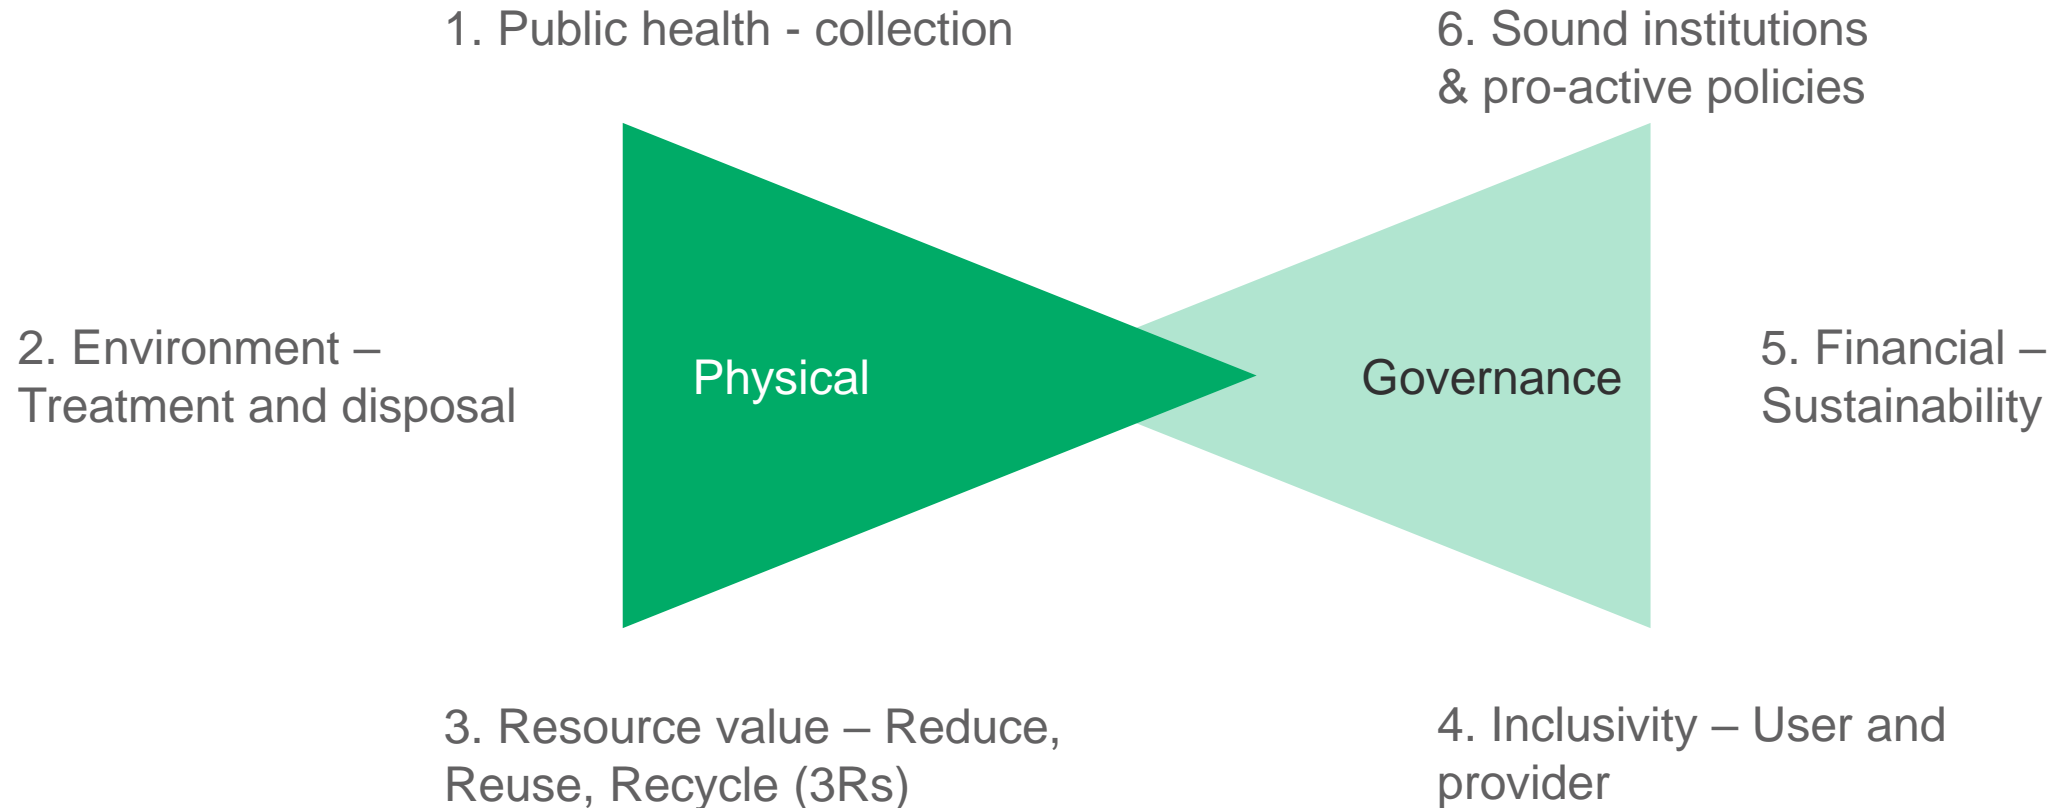 1. Public health - collection
6. Sound institutions
& pro-active policies
2. Environment –
Treatment and disposal
Physical
Governance
5. Financial –
Sustainability
3. Resource value – Reduce,
Reuse, Recycle (3Rs)
4. Inclusivity – User and
provider